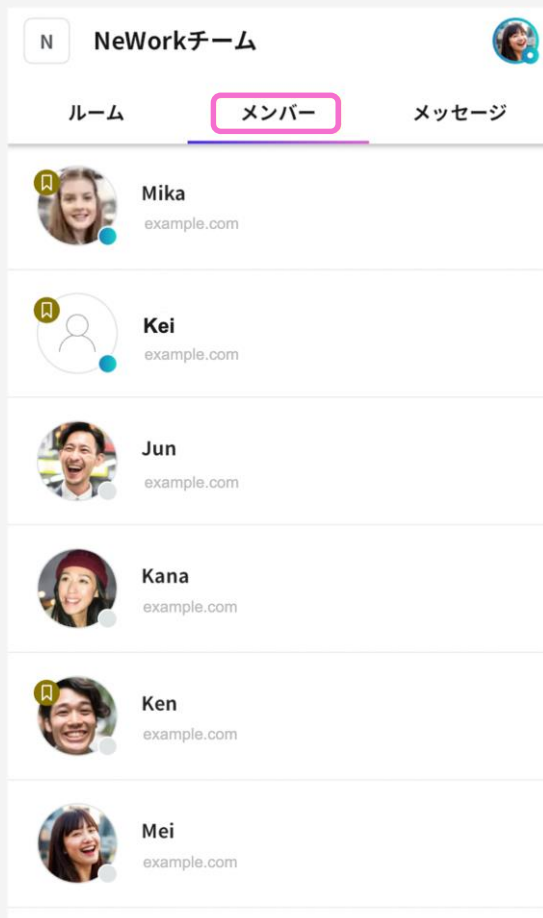 N NeWorkチーム
ルーム メンバー メッセージ
Mika
example.com
Kei
example.com
Jun
example.com
Kana
example.com
Ken
example.com
Mei
example.com